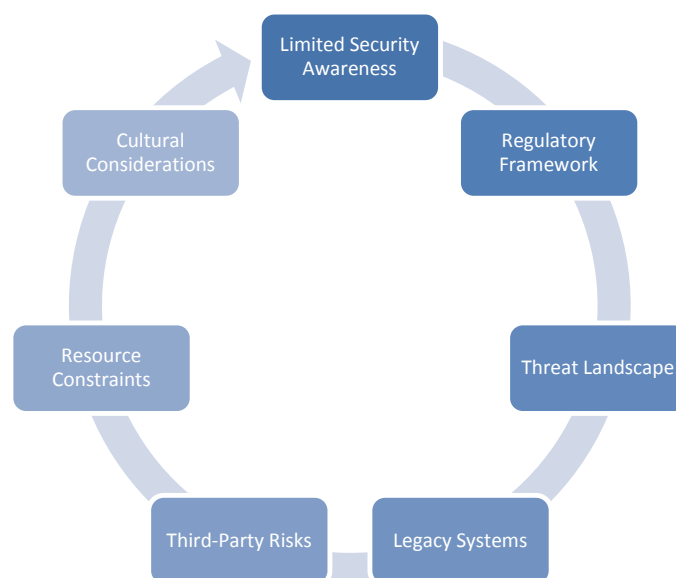 Limited Security
Awareness
Regulatory
Framework
Threat Landscape
Legacy Systems
Third-Party Risks
Resource
Constraints
Cultural
Considerations